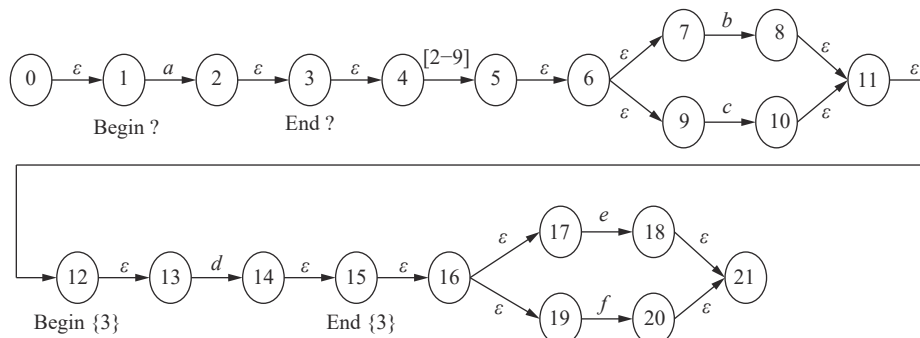 b
[2−9]
ε 7 8 ε
ε a ε ε ε ε
0 1 2 3 4 5 6 11
ε c ε
Begin ? End ? 9 10
e
ε 17 18 ε
ε d ε ε
12 13 14 15 16 21
ε f ε
Begin {3} End {3} 19 20